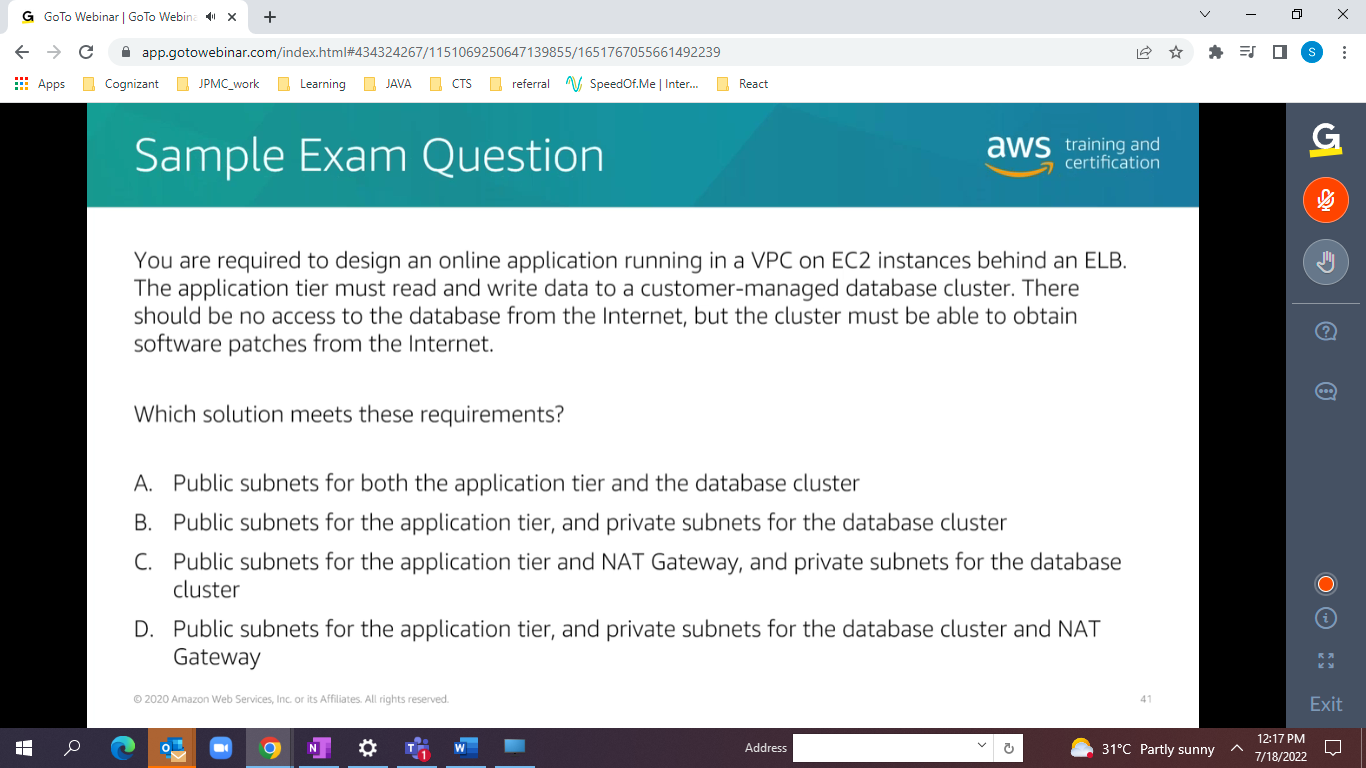 GoTo Webinar | GoTo Webina
app.gotowebinar.com/index.html#434324267/1151069250647139855/1651767055661492239
S
Apps Cognizant JPMC_work Learning JAVA CTS referral SpeedOf.Me | Inter... React
Sample Exam Question
aws training and
certification
You are required to design an online application running in a VPC on EC2 instances behind an ELB.
The application tier must read and write data to a customer-managed database cluster. There
should be no access to the database from the Internet, but the cluster must be able to obtain
software patches from the Internet.
Which solution meets these requirements?
A. Public subnets for both the application tier and the database cluster
B. Public subnets for the application tier, and private subnets for the database cluster
C. Public subnets for the application tier and NAT Gateway, and private subnets for the database
cluster
D. Public subnets for the application tier, and private subnets for the database cluster and NAT
Gateway
© 2020 Amazon Web Services, Inc. or its Affiliates. All rights reserved.
41
Exit
Address
31°C Partly sunny
12:17 PM
7/18/2022